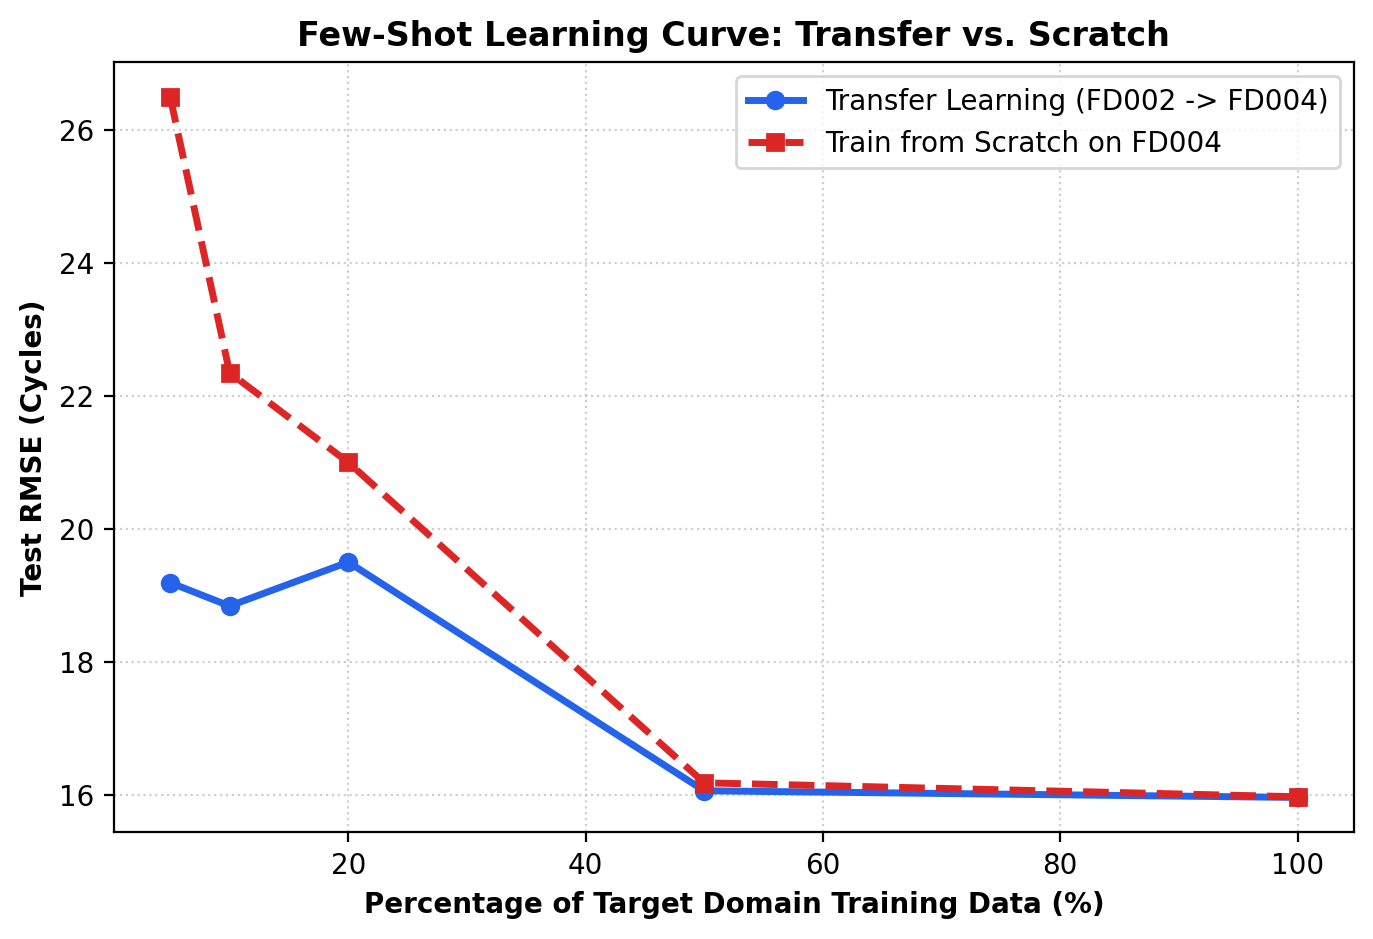 Few-Shot Learning Curve: Transfer vs. Scratch
Transfer Learning (FD002 -> FD004)
Train from Scratch on FD004
Test RMSE (Cycles)
26
24
22
20
18
16
20 40 60 80 100
Percentage of Target Domain Training Data (%)